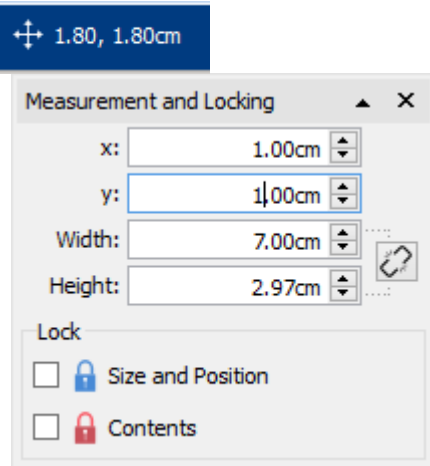 1.80, 1.80cm
Measurement and Locking
x: 1.00cm
y: 1.00cm
Width: 7.00cm
Height: 2.97cm
Lock
Size and Position
Contents